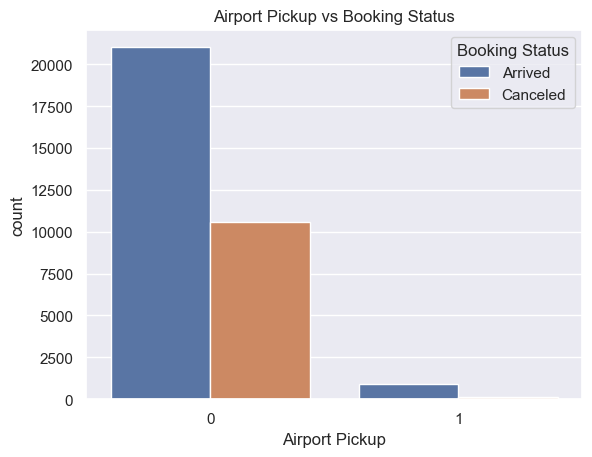 Airport Pickup vs Booking Status
Booking Status
Arrived
Canceled
count
20000
17500
15000
12500
10000
7500
5000
2500
0
0
1
Airport Pickup